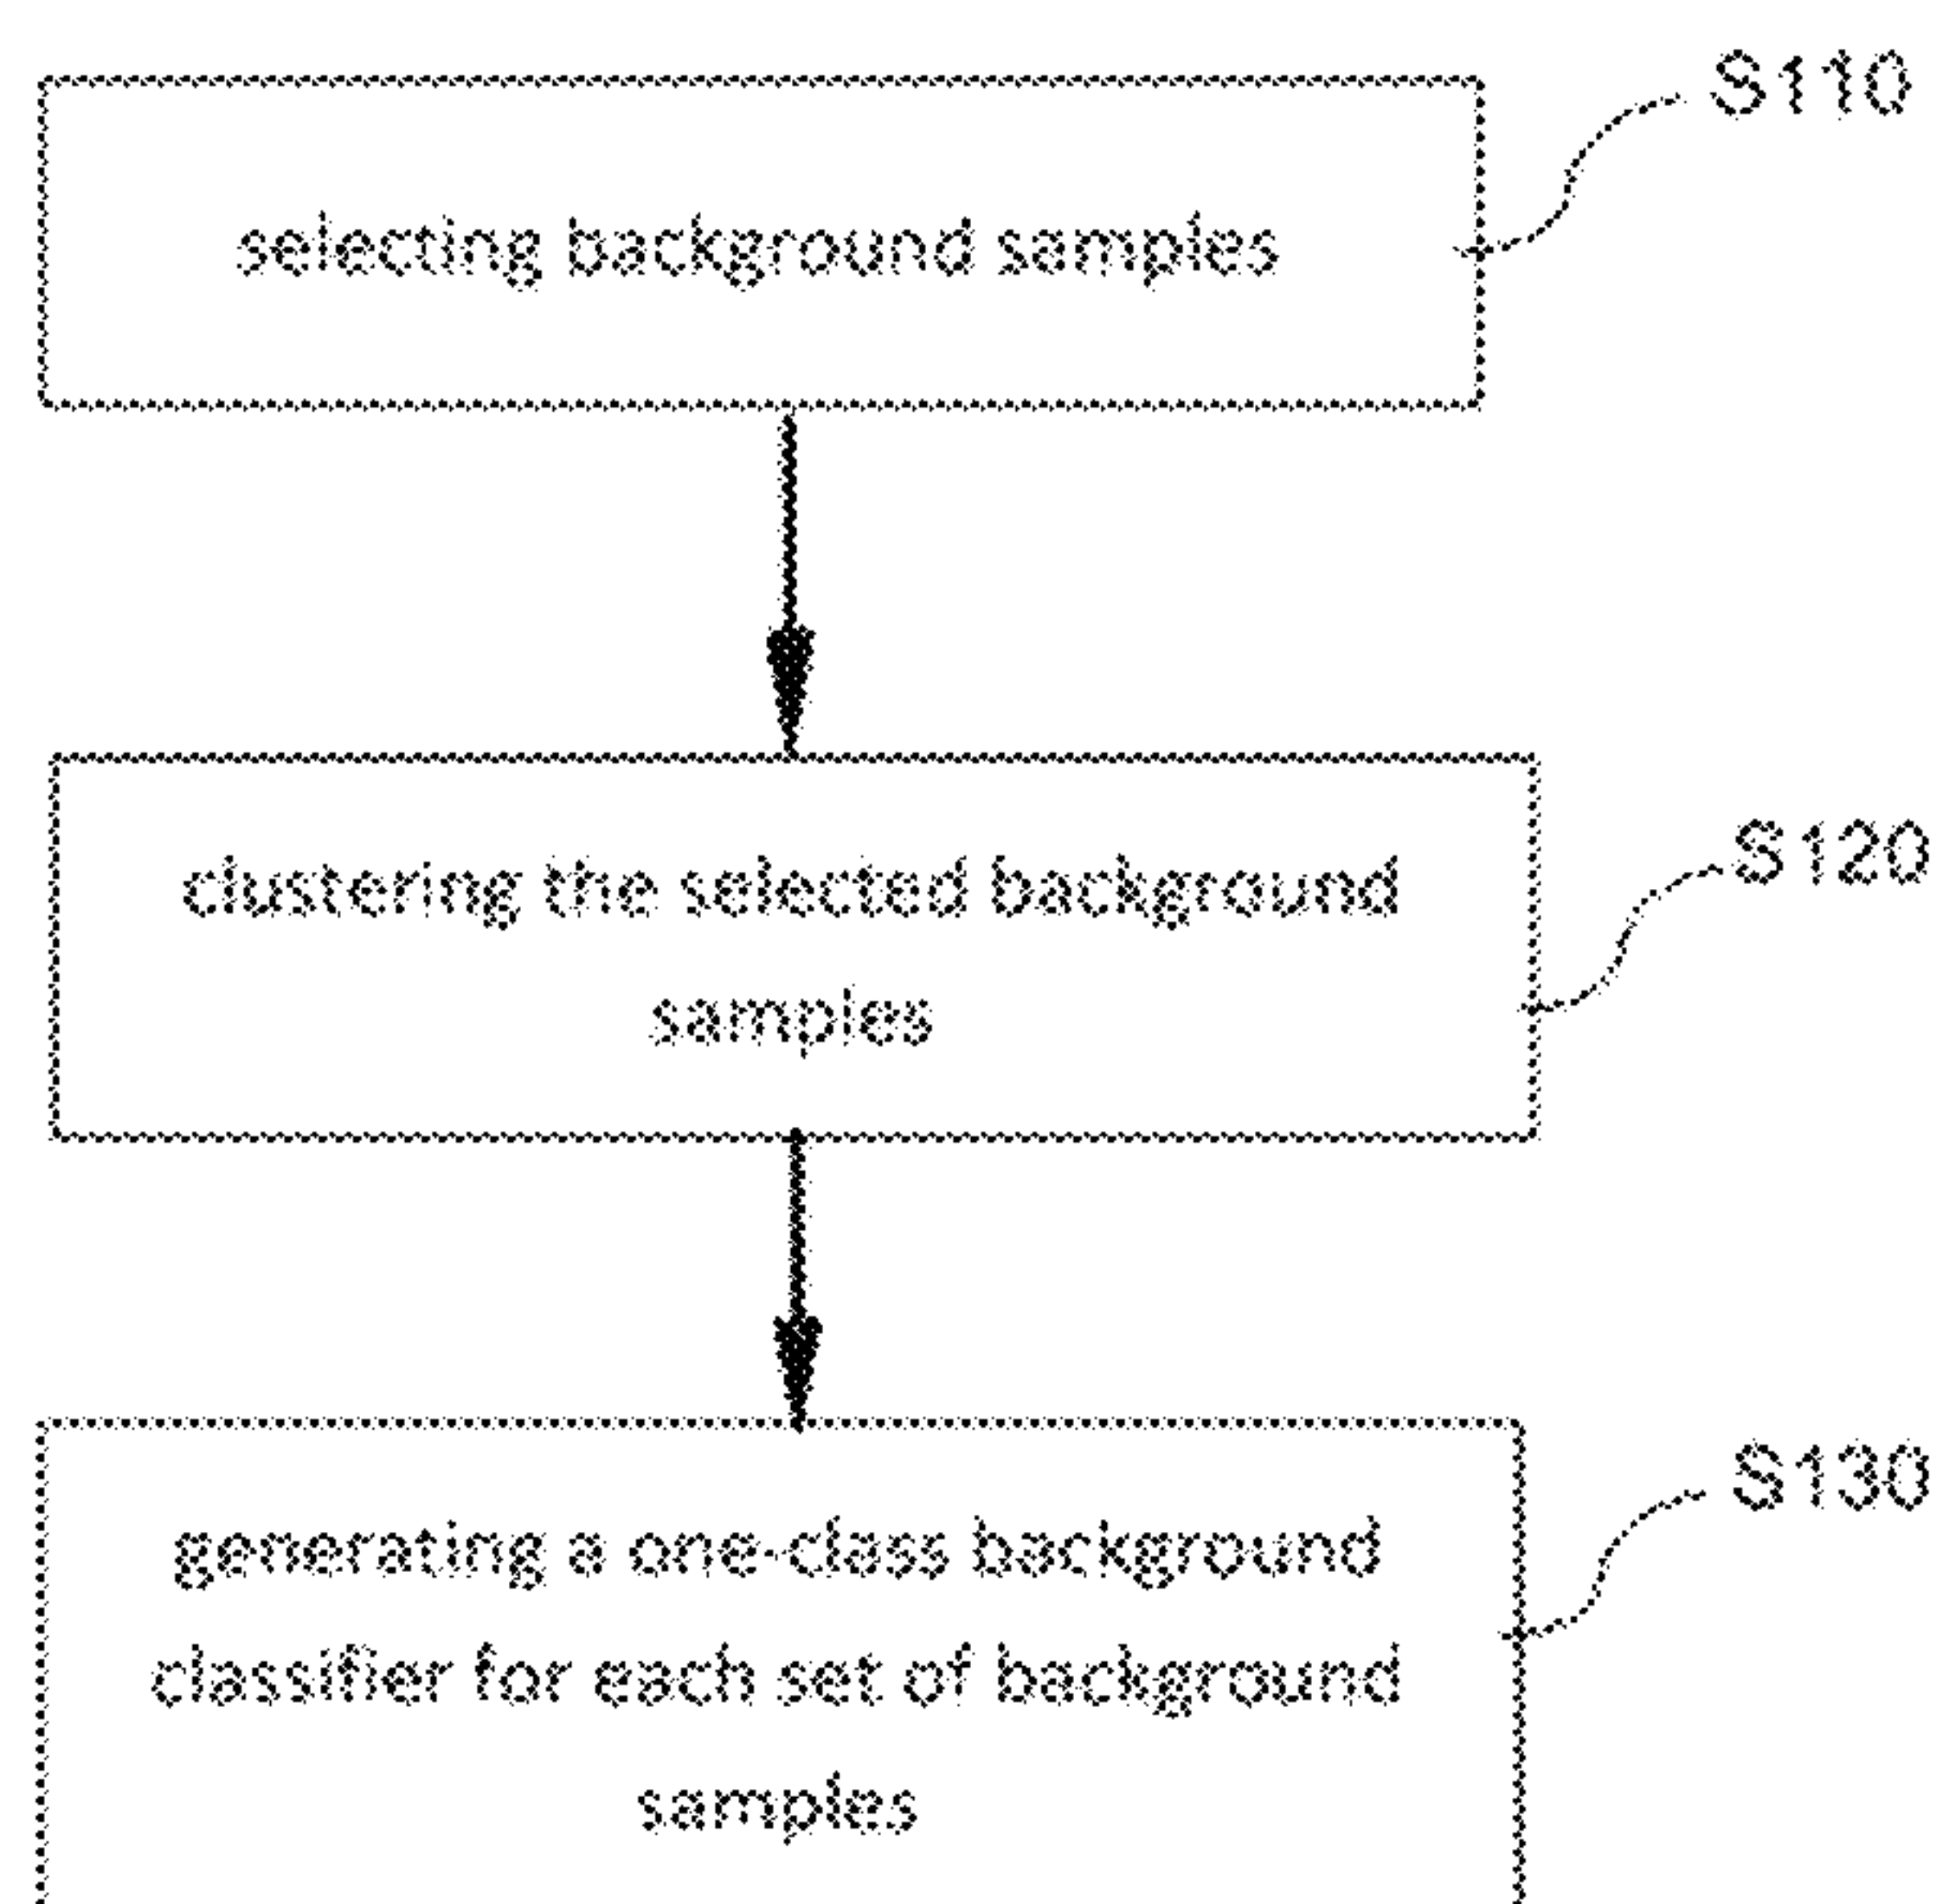 S110
selecting background samples
S120
clustering the selected background
samples
S130
generating a one-class background
classifier for each set of background
samples